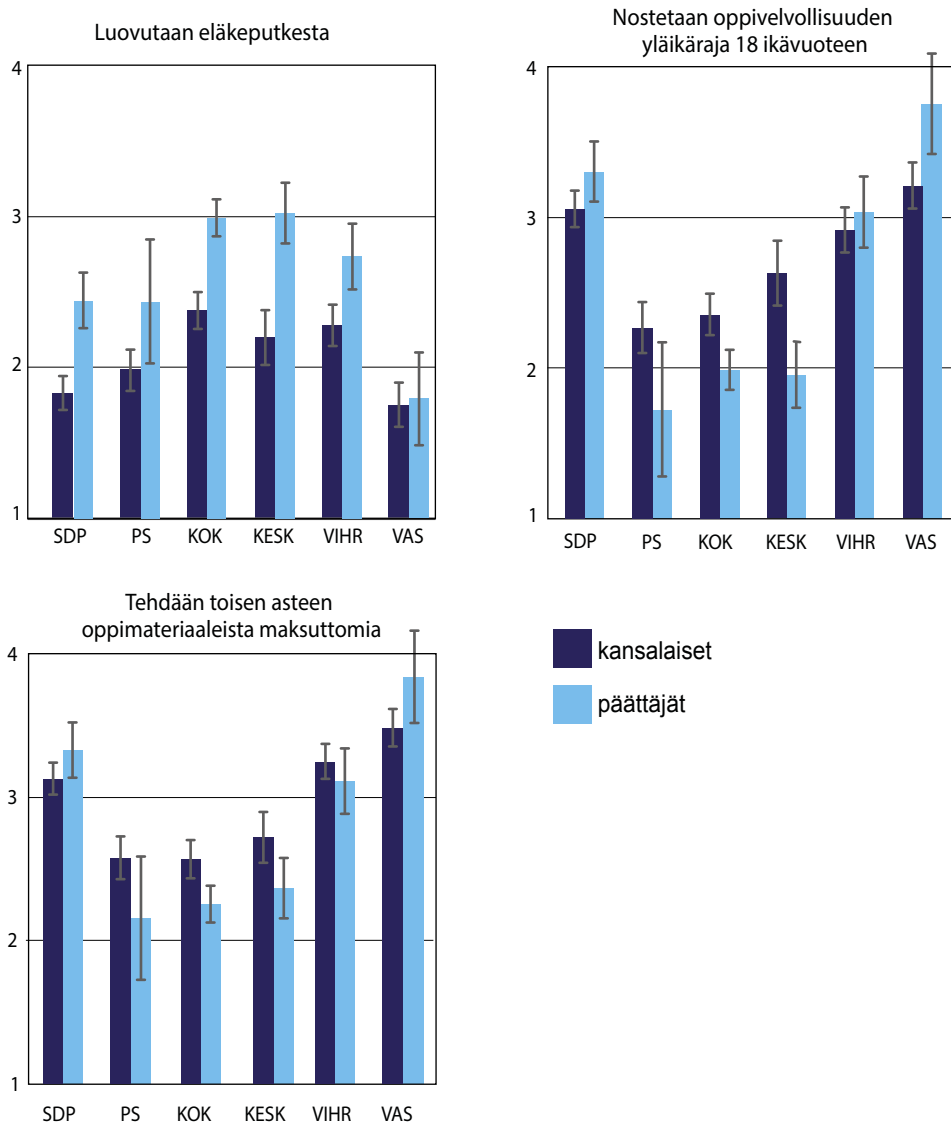 Luovutaan eläkeputkesta
4
3
2
1
SDP PS KOK KESK VIHR VAS
Nostetaan oppivelvollisuuden
yläikäraja 18 ikävuoteen
4
3
2
1
SDP PS KOK KESK VIHR VAS
Tehdään toisen asteen
oppimateriaaleista maksuttomia
4
3
2
1
SDP PS KOK KESK VIHR VAS
kansalaiset
päättäjät